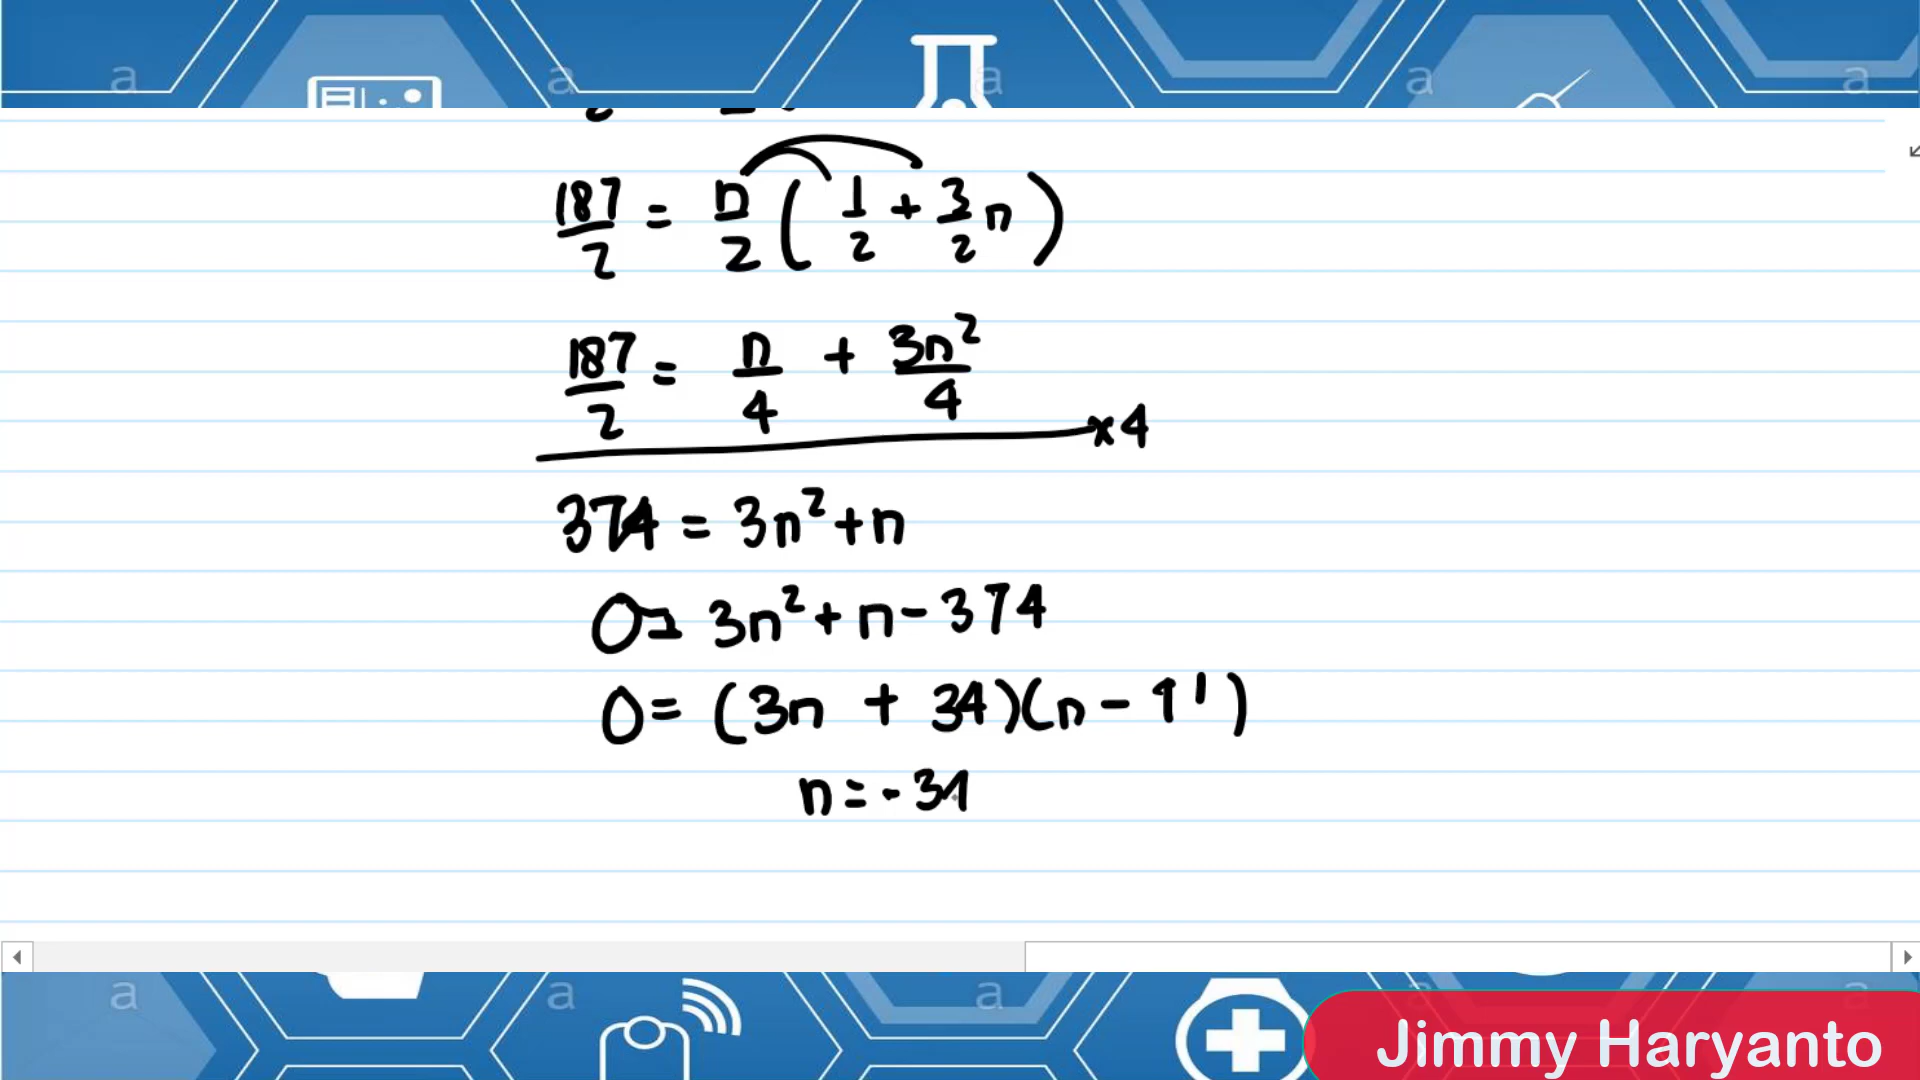 a a a a a
187/2 = n/2 ( 1/2 + 3/2 n )
187/2 = n/4 + 3n²/4
x 4
374 = 3n² + n
0 = 3n² + n - 374
0 = (3n + 34)(n - 11)
n = - 34
a a a a a
Jimmy Haryanto